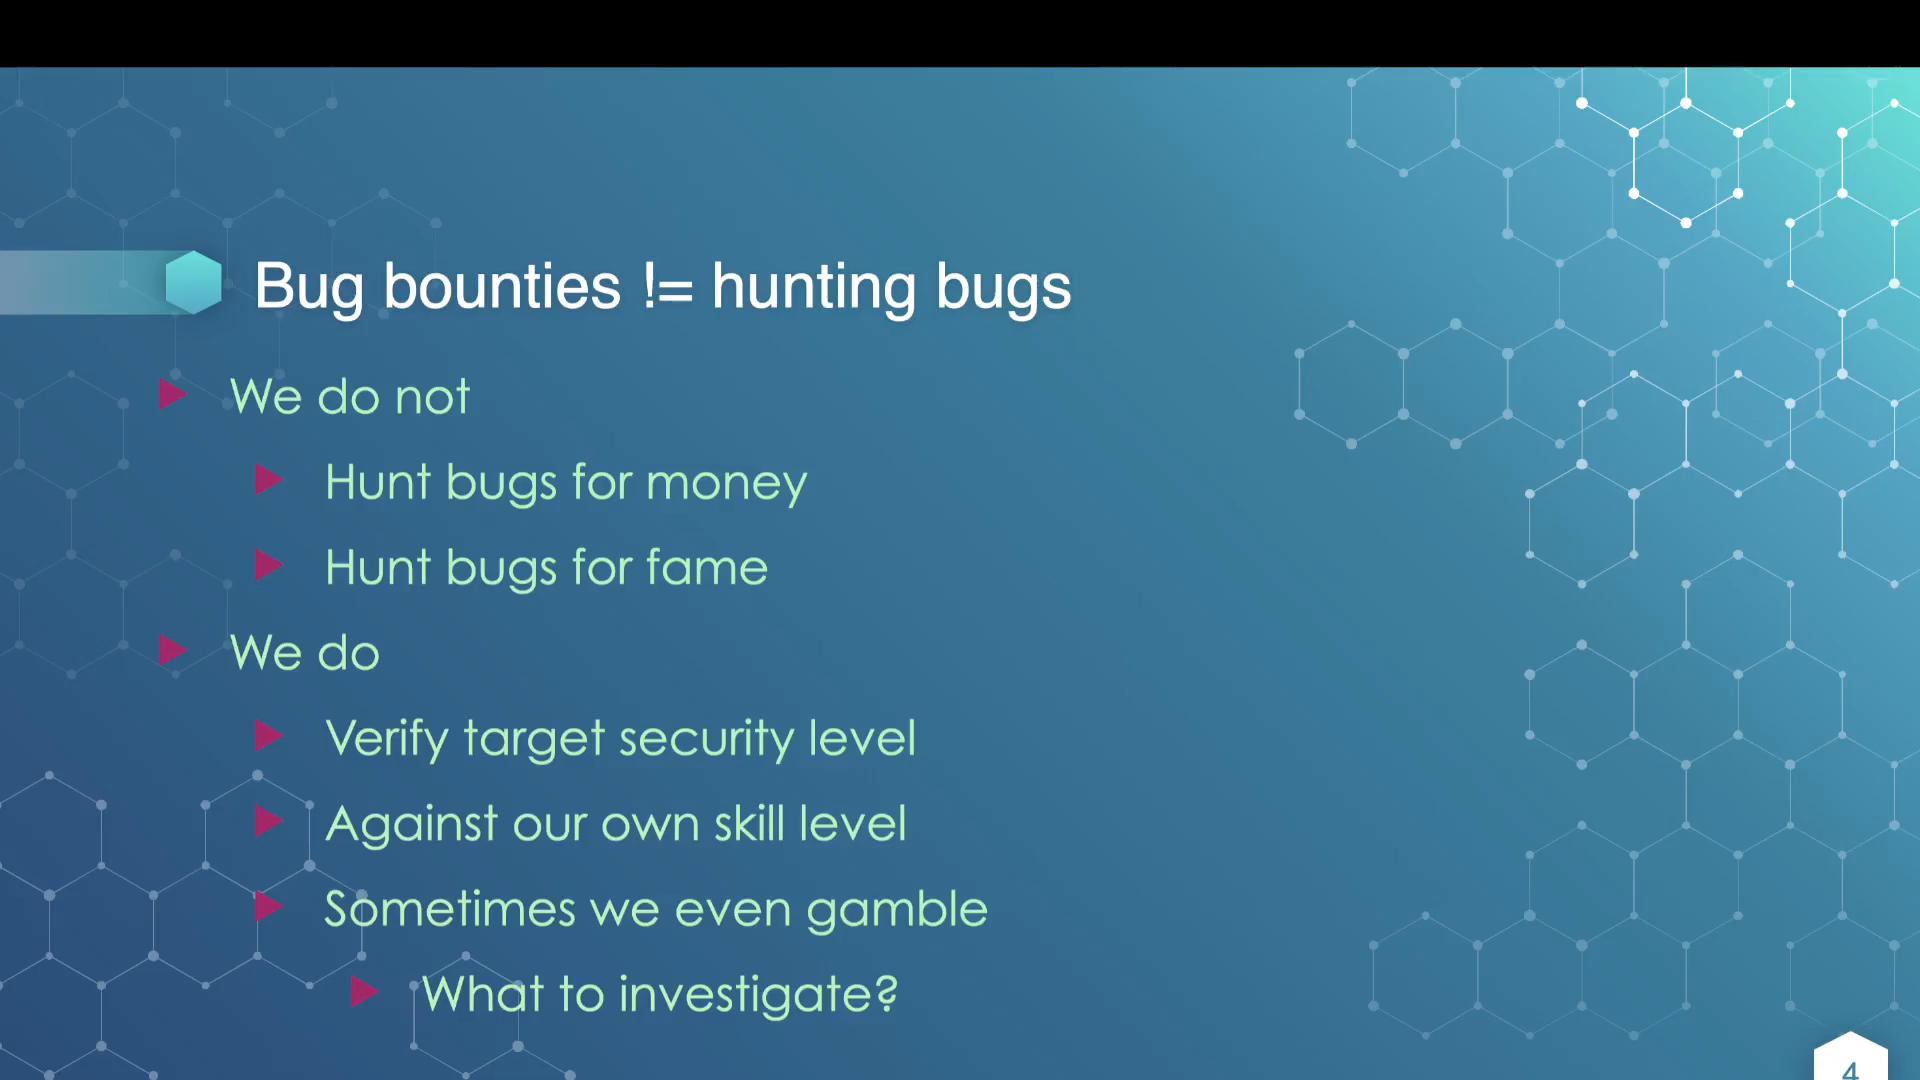 Bug bounties != hunting bugs
We do not
Hunt bugs for money
Hunt bugs for fame
We do
Verify target security level
Against our own skill level
Sometimes we even gamble
What to investigate?
4